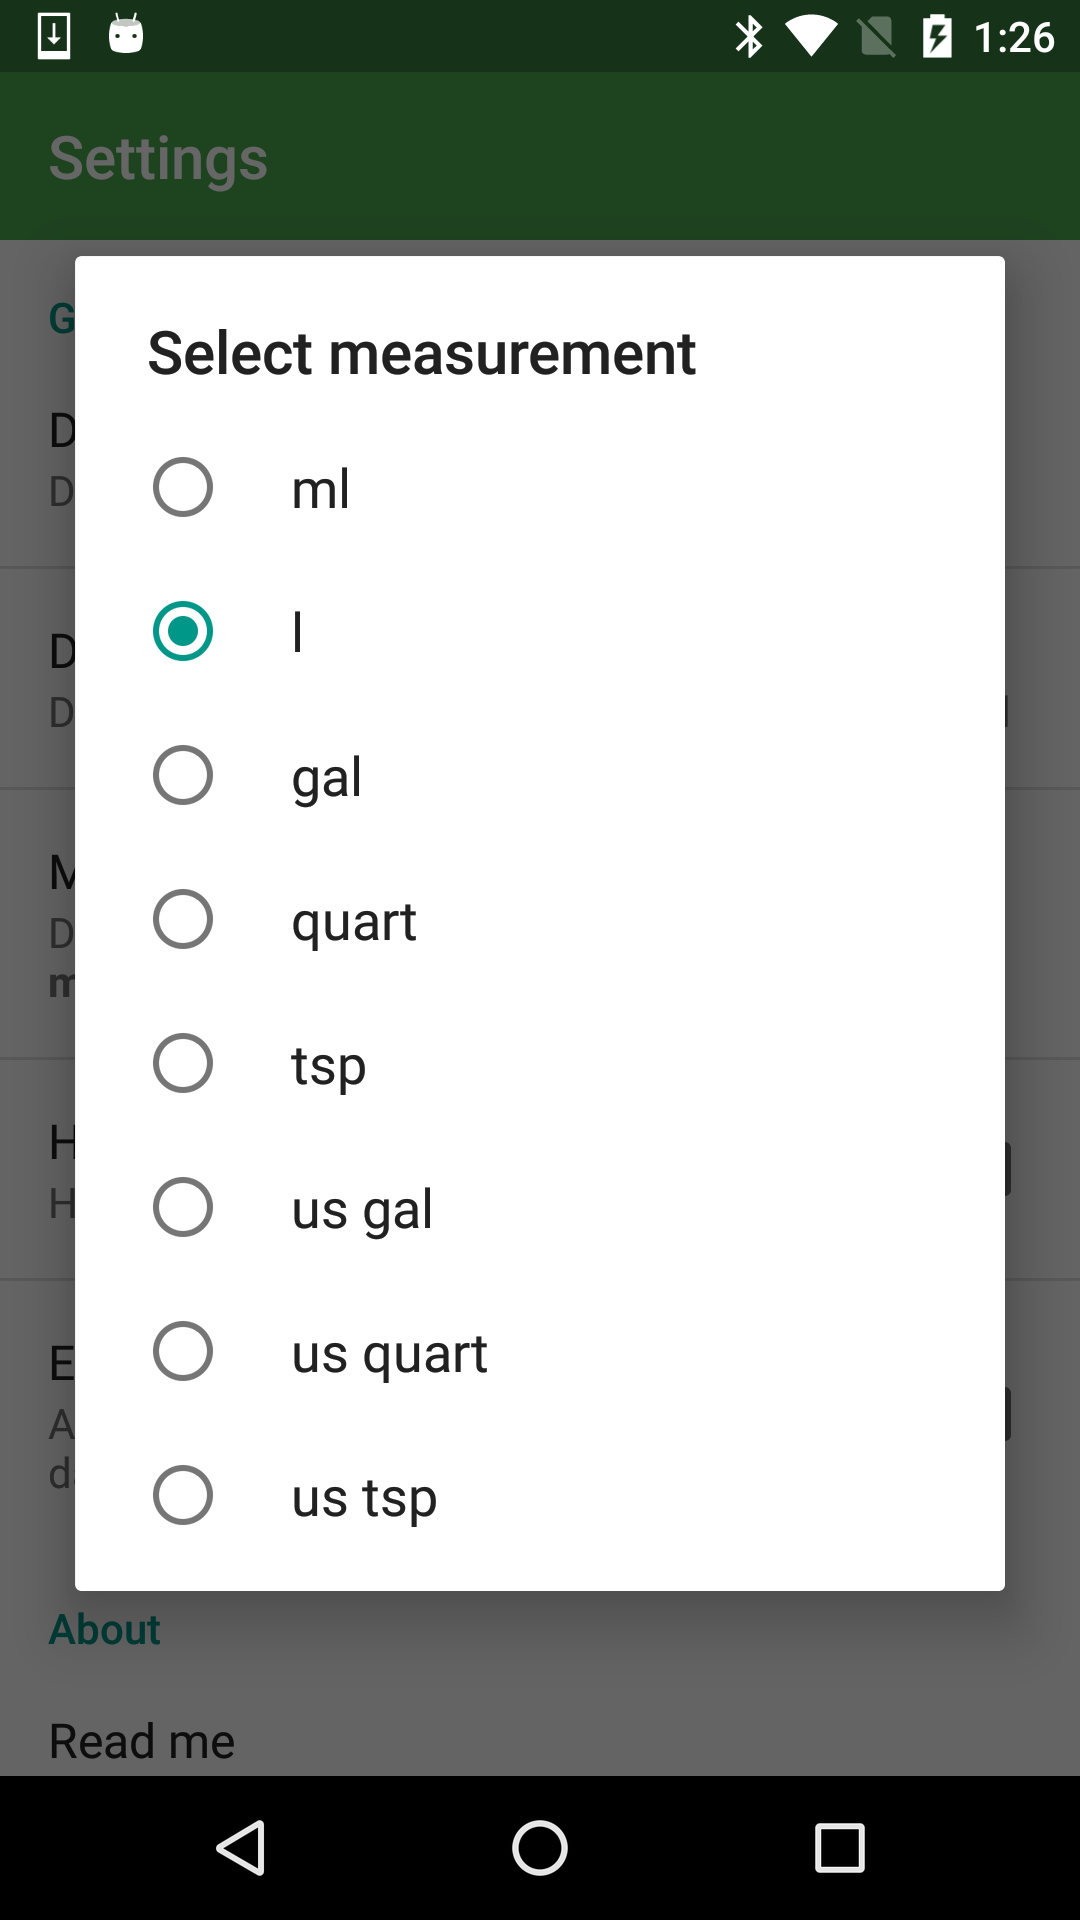 1:26
Settings
Select measurement
ml
l
gal
quart
tsp
us gal
us quart
us tsp
About
Read me